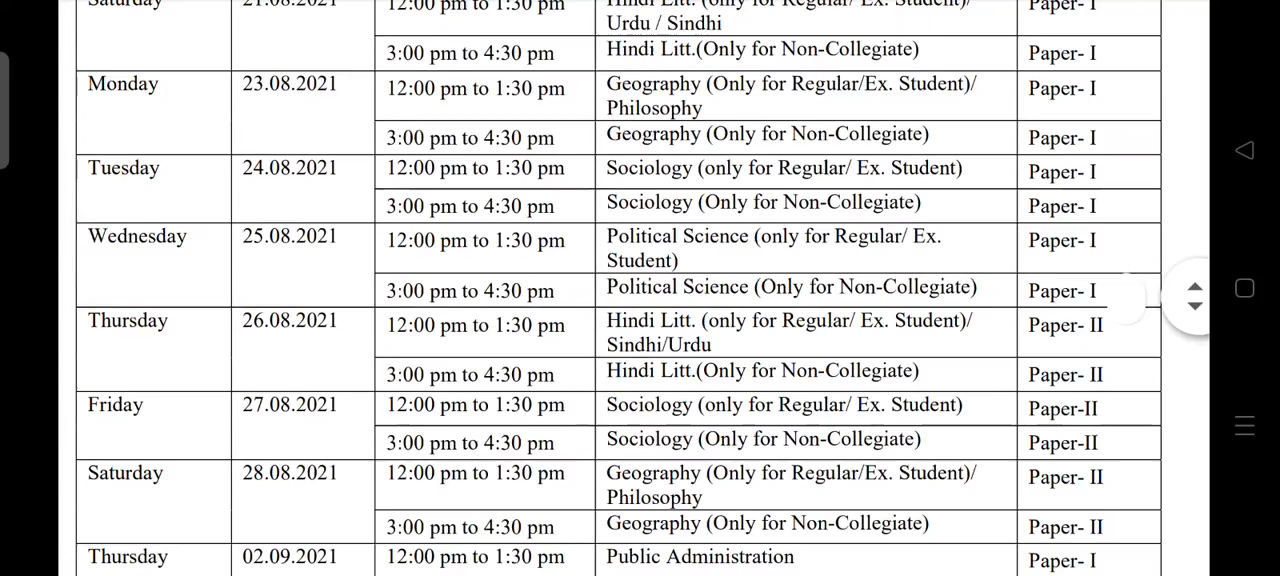 Saturday 21.08.2021 12:00 pm to 1:30 pm Hindi Litt. (only for Regular/ Ex. Student)/ Paper- I
Urdu / Sindhi
3:00 pm to 4:30 pm Hindi Litt.(Only for Non-Collegiate) Paper- I
Monday 23.08.2021 12:00 pm to 1:30 pm Geography (Only for Regular/Ex. Student)/ Paper- I
Philosophy
3:00 pm to 4:30 pm Geography (Only for Non-Collegiate) Paper- I
Tuesday 24.08.2021 12:00 pm to 1:30 pm Sociology (only for Regular/ Ex. Student) Paper- I
3:00 pm to 4:30 pm Sociology (Only for Non-Collegiate) Paper- I
Wednesday 25.08.2021 12:00 pm to 1:30 pm Political Science (only for Regular/ Ex. Paper- I
Student)
3:00 pm to 4:30 pm Political Science (Only for Non-Collegiate) Paper- I
Thursday 26.08.2021 12:00 pm to 1:30 pm Hindi Litt. (only for Regular/ Ex. Student)/ Paper- II
Sindhi/Urdu
3:00 pm to 4:30 pm Hindi Litt.(Only for Non-Collegiate) Paper- II
Friday 27.08.2021 12:00 pm to 1:30 pm Sociology (only for Regular/ Ex. Student) Paper-II
3:00 pm to 4:30 pm Sociology (Only for Non-Collegiate) Paper-II
Saturday 28.08.2021 12:00 pm to 1:30 pm Geography (Only for Regular/Ex. Student)/ Paper- II
Philosophy
3:00 pm to 4:30 pm Geography (Only for Non-Collegiate) Paper- II
Thursday 02.09.2021 12:00 pm to 1:30 pm Public Administration Paper- I